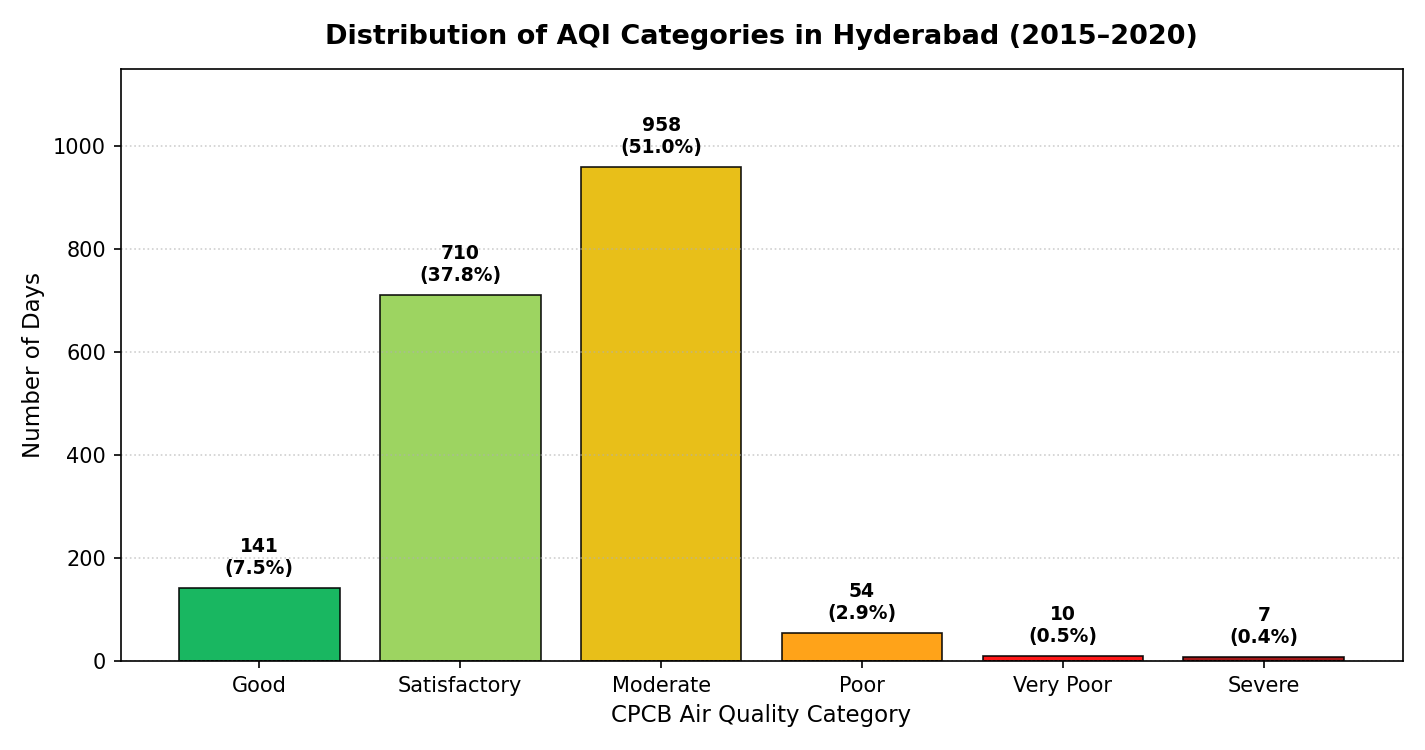 Distribution of AQI Categories in Hyderabad (2015–2020)
Number of Days
1000
800
600
400
200
0
141
(7.5%)
710
(37.8%)
958
(51.0%)
54
(2.9%)
10
(0.5%)
7
(0.4%)
Good
Satisfactory
Moderate
Poor
Very Poor
Severe
CPCB Air Quality Category